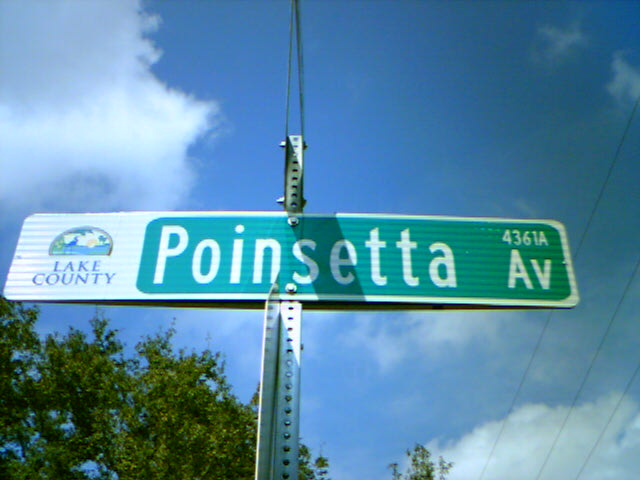 LAKE
COUNTY
Poinsetta
4361A
Av